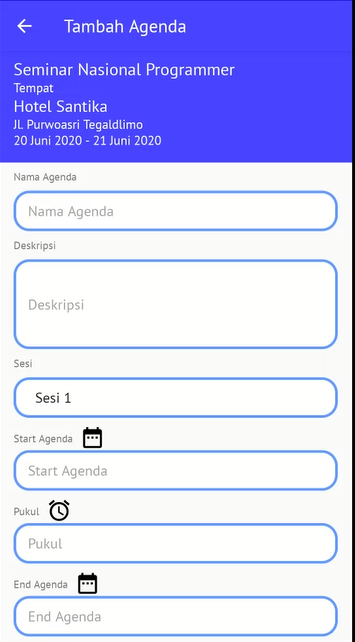 Tambah Agenda
Seminar Nasional Programmer
Tempat
Hotel Santika
Jl. Purwoasri Tegaldlimo
20 Juni 2020 - 21 Juni 2020
Nama Agenda
Nama Agenda
Deskripsi
Deskripsi
Sesi
Sesi 1
Start Agenda
Start Agenda
Pukul
Pukul
End Agenda
End Agenda